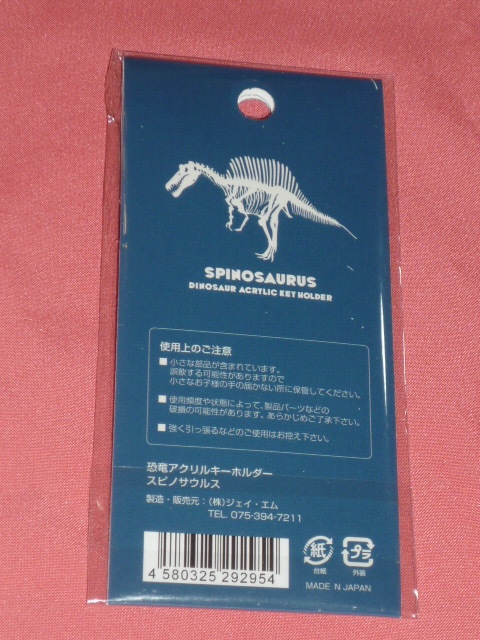 SPINOSAURUS
DINOSAUR ACRYLIC KEY HOLDER
使用上のご注意
■ 小さな部品が含まれています。
誤飲する可能性がありますので
小さなお子様の手の届かない所に保管してください。
■ 使用頻度や状態によって、製品パーツなどの
破損の可能性があります。あらかじめご了承下さい。
■ 強く引っ張るなどのご使用はお控え下さい。
恐竜アクリルキーホルダー
スピノサウルス
製造・販売元：(株)ジェイ・エム
TEL. 075-394-7211
4 580325 292954
紙
台紙
プラ
外装
MADE IN JAPAN